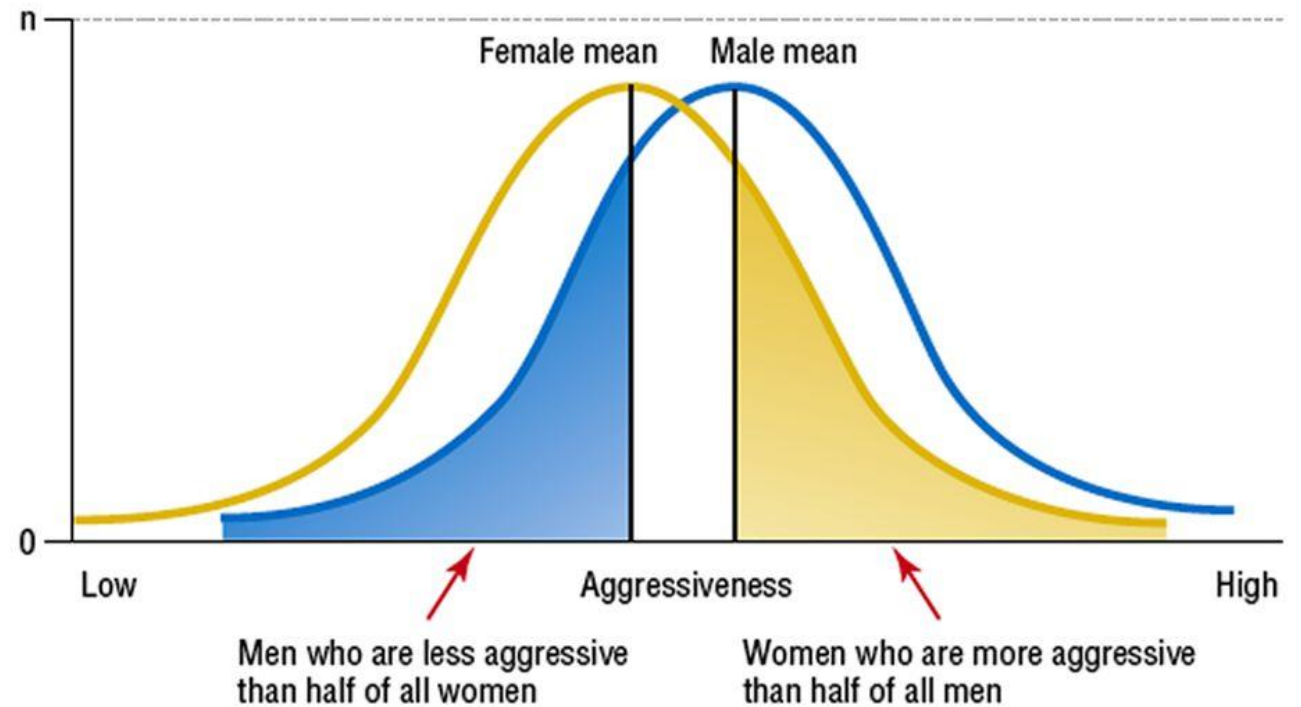 n
Female mean
Male mean
0
Low
Aggressiveness
High
Men who are less aggressive
than half of all women
Women who are more aggressive
than half of all men